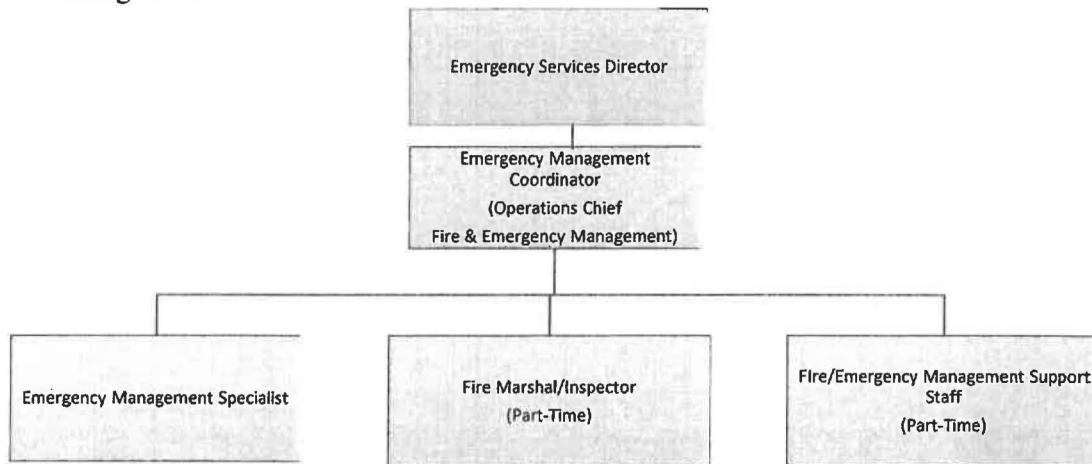 Emergency Services Director
Emergency Management
Coordinator
(Operations Chief
Fire & Emergency Management)
Emergency Management Specialist
Fire Marshal/Inspector
(Part-Time)
Fire/Emergency Management Support
Staff
(Part-Time)